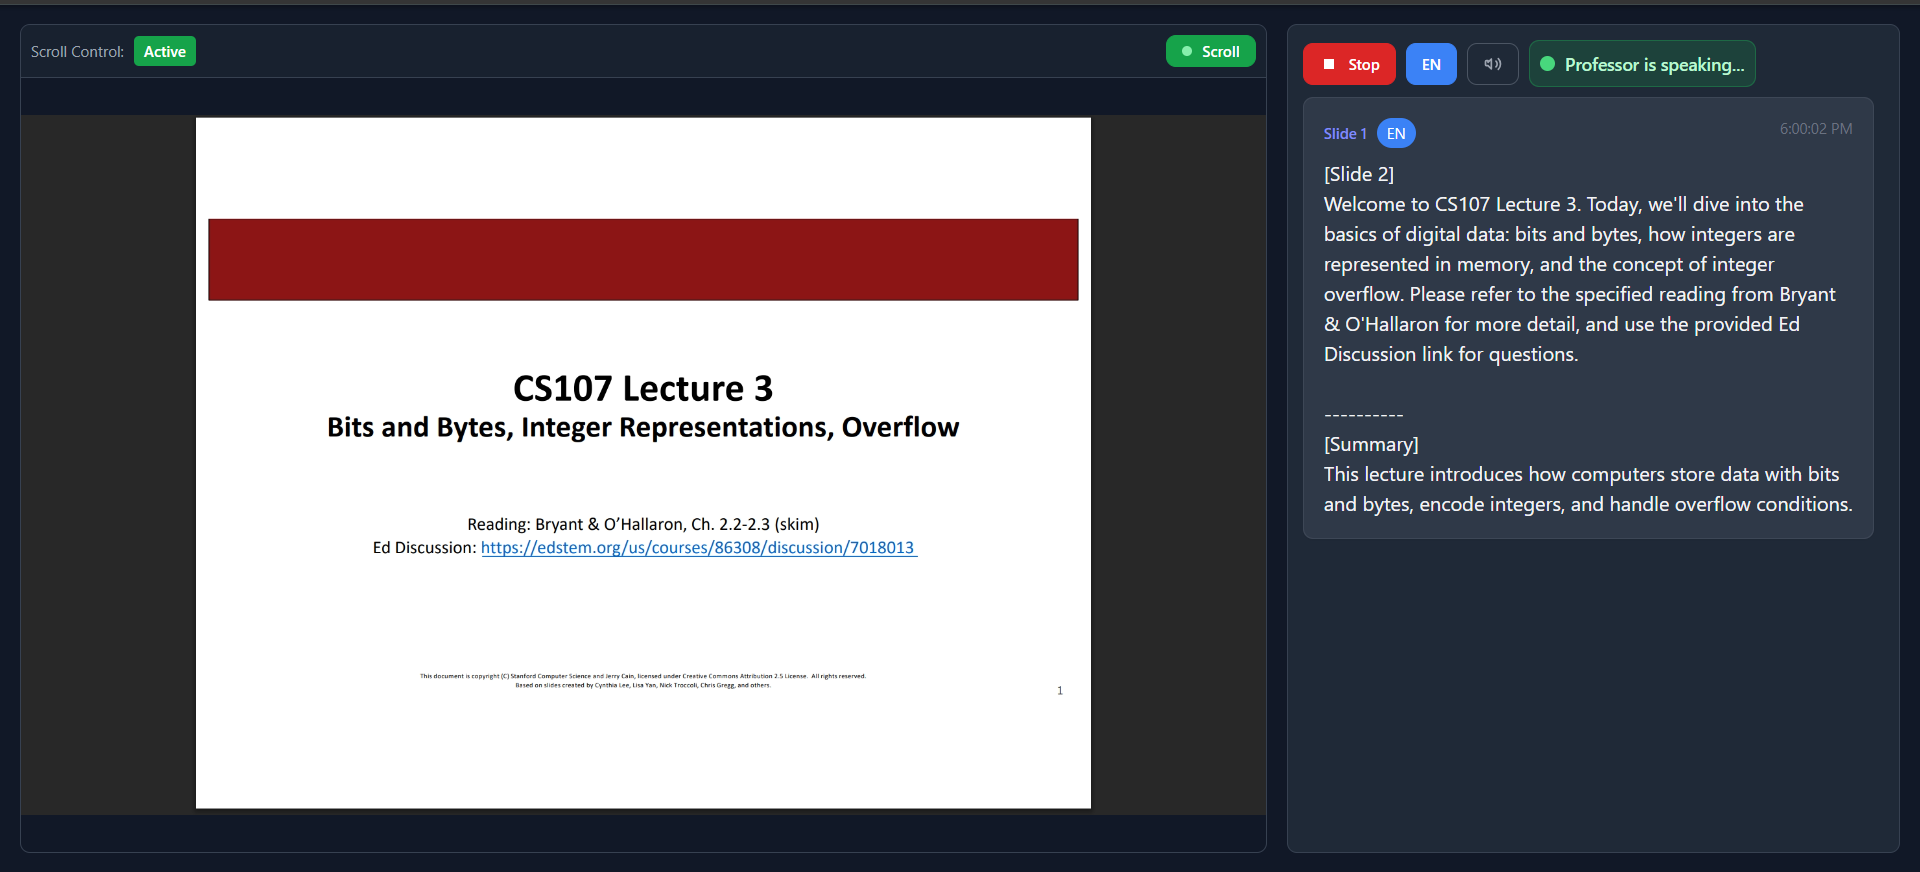 Scroll Control: Active
Scroll
CS107 Lecture 3
Bits and Bytes, Integer Representations, Overflow
Reading: Bryant & O’Hallaron, Ch. 2.2-2.3 (skim)
Ed Discussion: https://edstem.org/us/courses/86308/discussion/7018013
This document is copyright (C) Stanford Computer Science and Jerry Cain, licensed under Creative Commons Attribution 2.5 License. All rights reserved.
Based on slides created by Cynthia Lee, Lisa Yan, Nick Troccoli, Chris Gregg, and others.
1
Stop
EN
Professor is speaking...
Slide 1 EN
6:00:02 PM
[Slide 2]
Welcome to CS107 Lecture 3. Today, we'll dive into the
basics of digital data: bits and bytes, how integers are
represented in memory, and the concept of integer
overflow. Please refer to the specified reading from Bryant
& O'Hallaron for more detail, and use the provided Ed
Discussion link for questions.
----------
[Summary]
This lecture introduces how computers store data with bits
and bytes, encode integers, and handle overflow conditions.